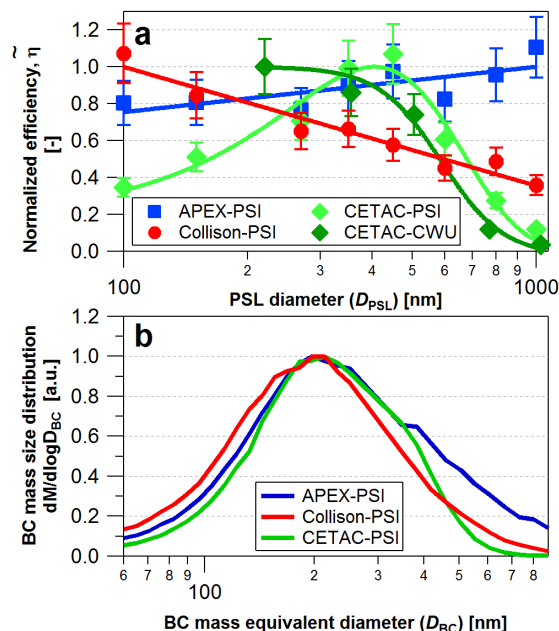 a
Normalized efficiency, η̃
[-]
1.2
1.0
0.8
0.6
0.4
0.2
0.0
APEX-PSI
CETAC-PSI
Collison-PSI
CETAC-CWU
100
2
3
4
5
6
7
8
9
1000
PSL diameter (D_PSL) [nm]
b
BC mass size distribution
dM/dlogD_BC [a.u.]
1.2
1.0
0.8
0.6
0.4
0.2
0.0
APEX-PSI
Collison-PSI
CETAC-PSI
6 7 8 9 100 2 3 4 5 6 7 8
BC mass equivalent diameter (D_BC) [nm]